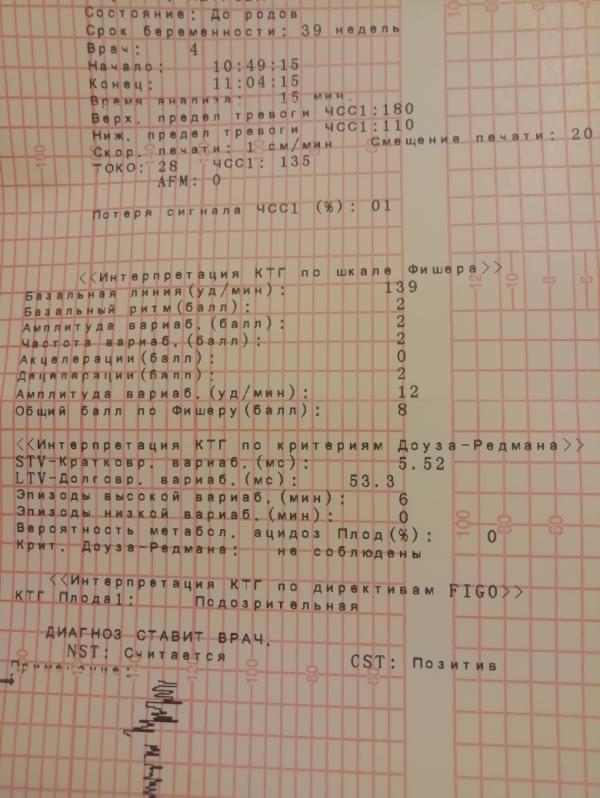 Состояние: До родов
Срок беременности: 39 недель
Врач: 4
Начало: 10:49:15
Конец: 11:04:15
Время анализа: 15 мин
Верх. предел тревоги ЧСС1:180
Ниж. предел тревоги ЧСС1:110
Скор. печати: 1 см/мин Смещение печати: 20
ТОКО: 28 ЧСС1: 135
AFM: 0
Потеря сигнала ЧСС1 (%): 01
<<Интерпретация КТГ по шкале Фишера>>
Базальная линия(уд/мин): 139
Базальный ритм(балл): 2
Амплитуда вариаб.(балл): 2
Частота вариаб.(балл): 2
Акцелерации(балл): 0
Децелерации(балл): 2
Амплитуда вариаб.(уд/мин): 12
Общий балл по Фишеру(балл): 8
<<Интерпретация КТГ по критериям Доуза-Редмана>>
STV-Кратковр. вариаб.(мс): 5.52
LTV-Долговр. вариаб.(мс): 53.3
Эпизоды высокой вариаб.(мин): 6
Эпизоды низкой вариаб.(мин): 0
Вероятность метабол. ацидоз Плод(%): 0
Крит. Доуза-Редмана: не соблюдены
<<Интерпретация КТГ по директивам FIGO>>
КТГ Плода1: Подозрительная
ДИАГНОЗ СТАВИТ ВРАЧ.
NST: Считается CST: Позитив
Примечание: